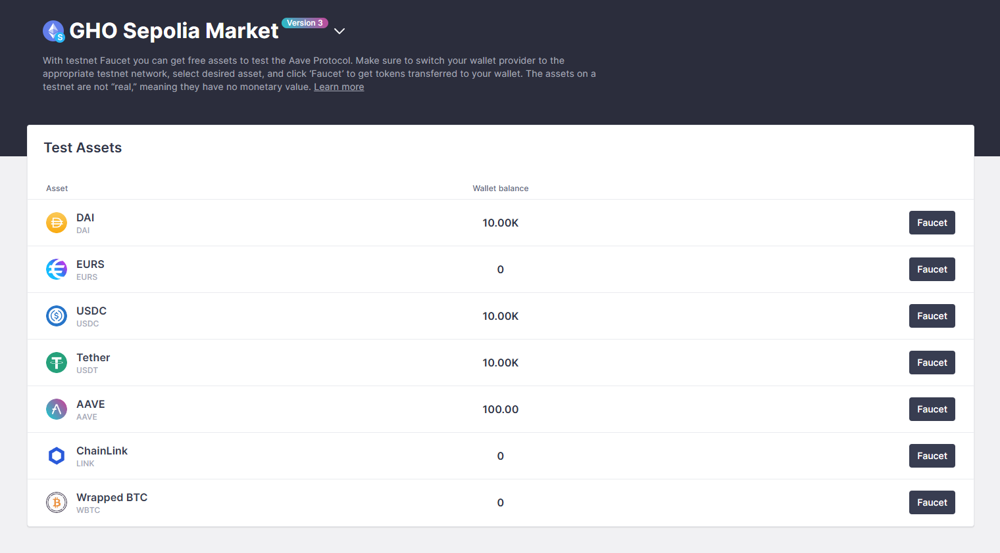 GHO Sepolia Market Version 3
With testnet Faucet you can get free assets to test the Aave Protocol. Make sure to switch your wallet provider to the
appropriate testnet network, select desired asset, and click ‘Faucet’ to get tokens transferred to your wallet. The assets on a
testnet are not “real,” meaning they have no monetary value. Learn more
Test Assets
Asset Wallet balance
DAI
DAI
10.00K
Faucet
EURS
EURS
0
Faucet
USDC
USDC
10.00K
Faucet
Tether
USDT
10.00K
Faucet
AAVE
AAVE
100.00
Faucet
ChainLink
LINK
0
Faucet
Wrapped BTC
WBTC
0
Faucet